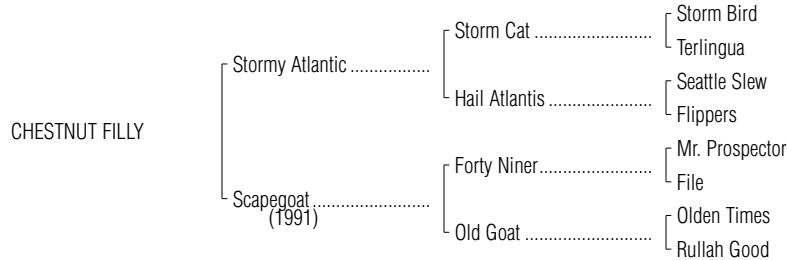 Storm Bird
Storm Cat ..........................
Terlingua
Stormy Atlantic .................
Seattle Slew
Hail Atlantis .......................
Flippers
CHESTNUT FILLY
Mr. Prospector
Forty Niner.........................
File
Scapegoat .........................
(1991)
Olden Times
Old Goat ............................
Rullah Good